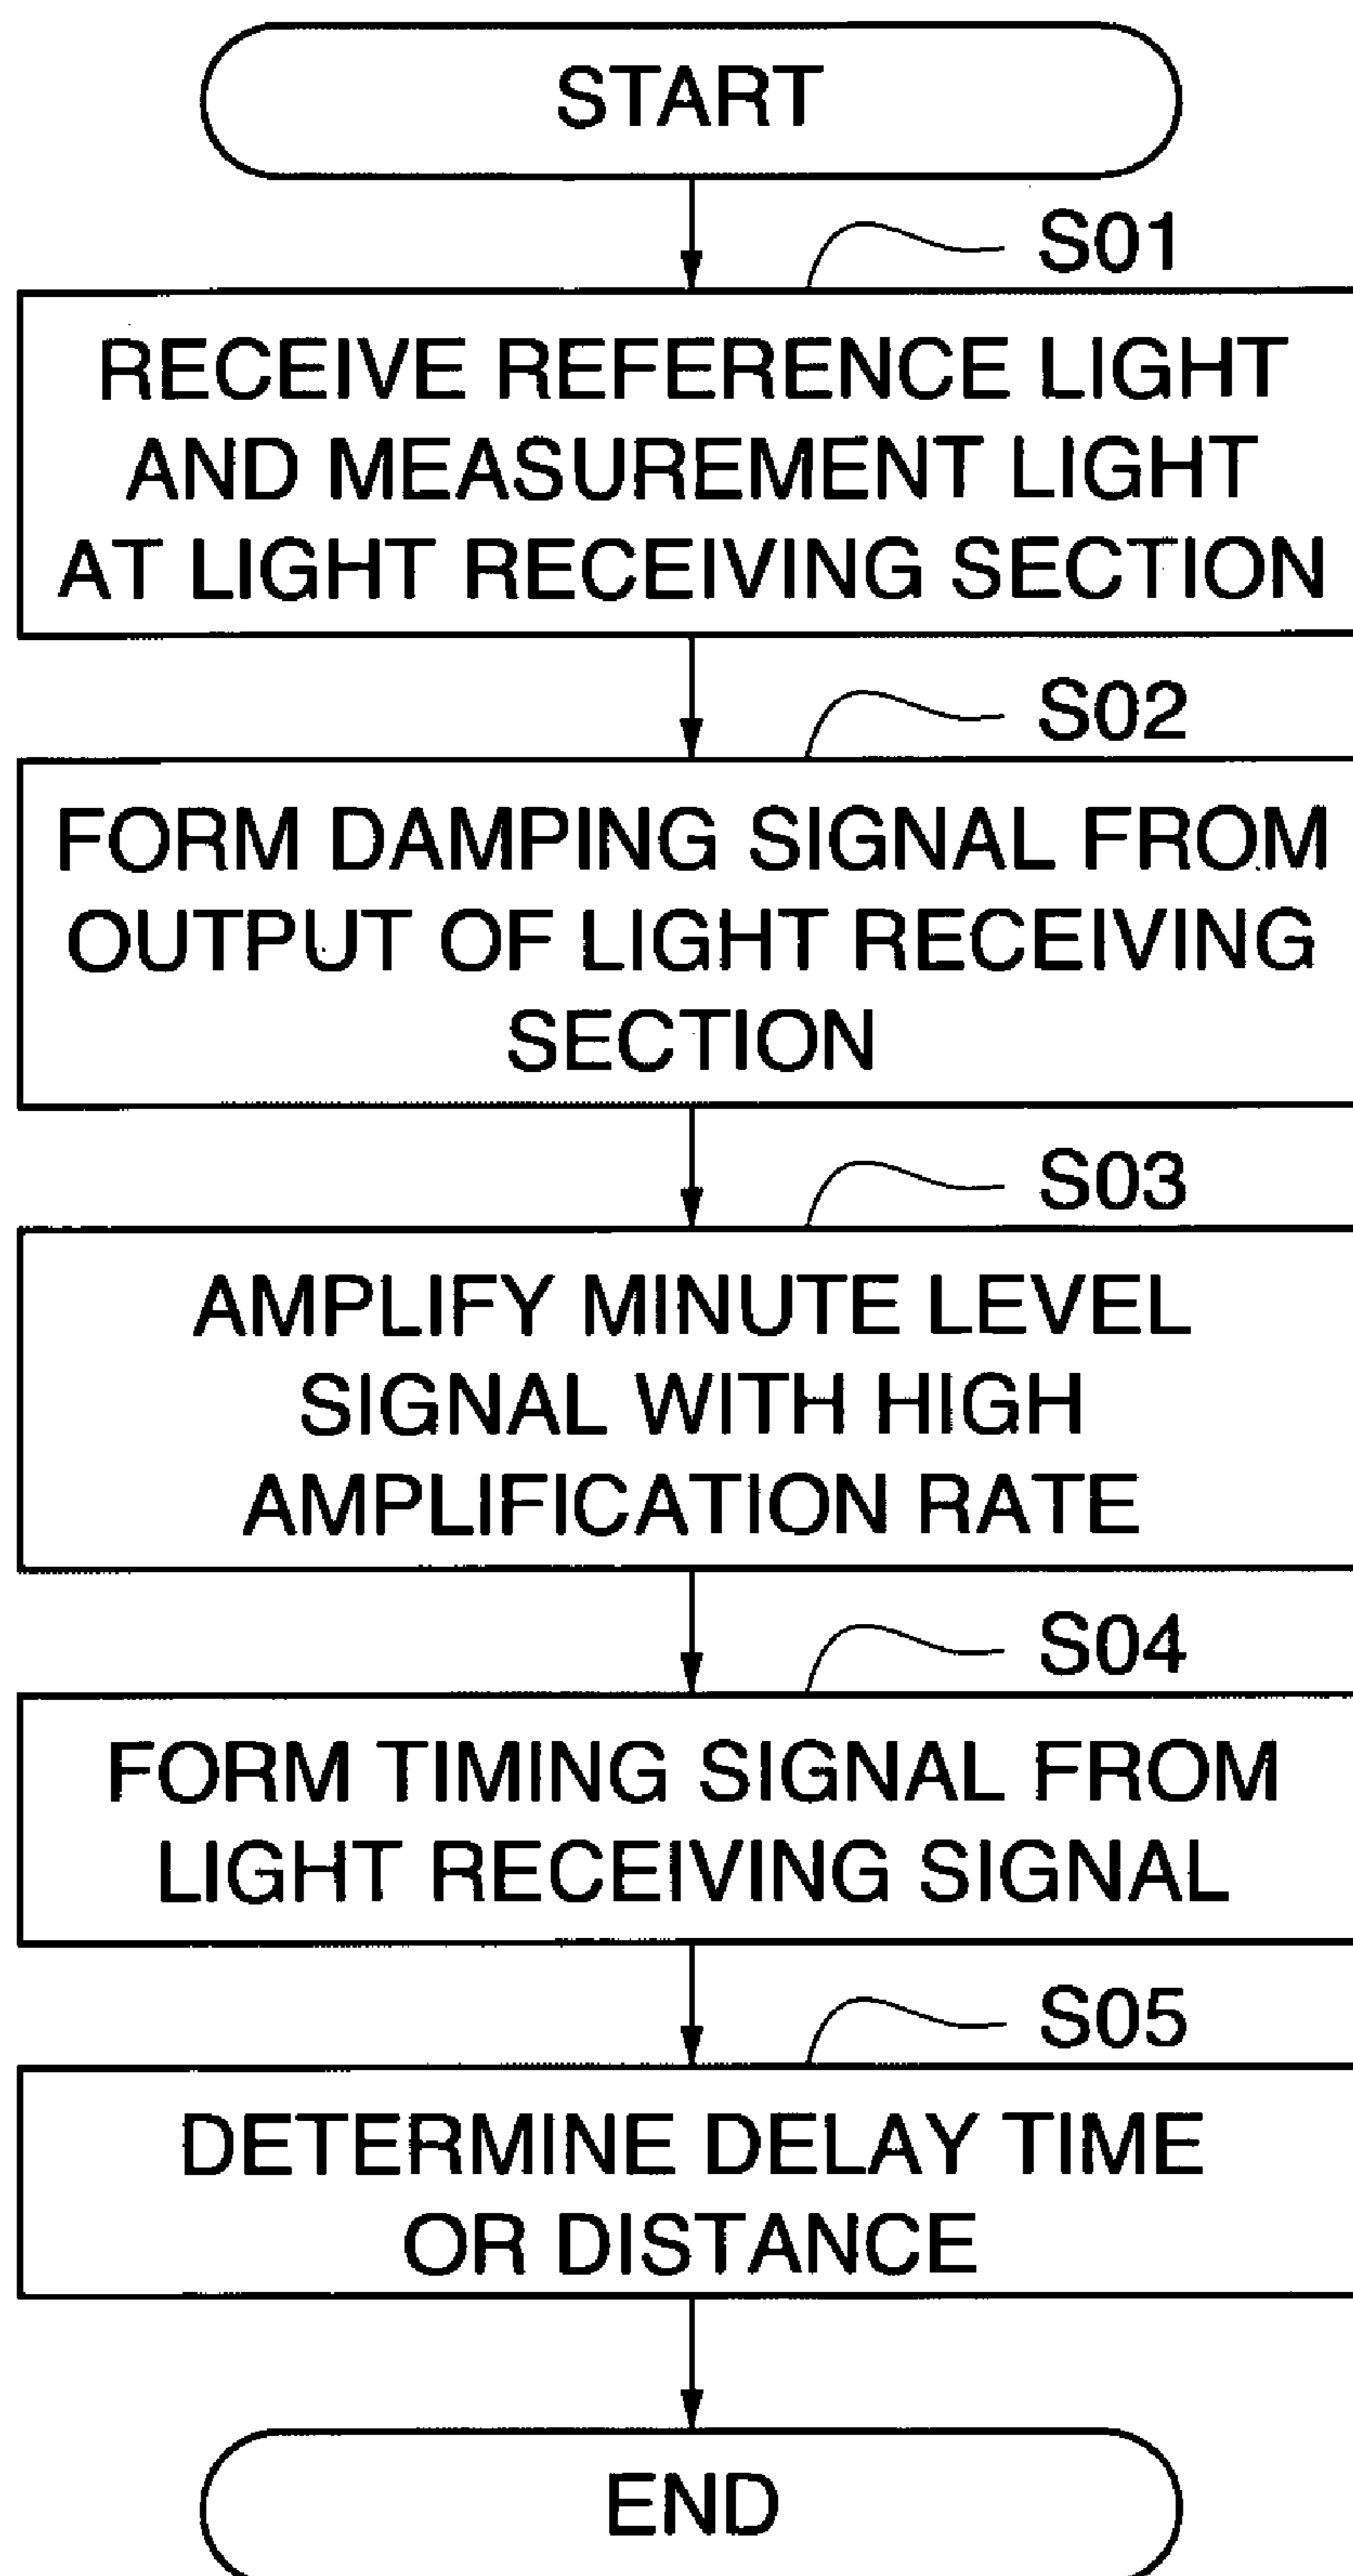 START
S01
RECEIVE REFERENCE LIGHT
AND MEASUREMENT LIGHT
AT LIGHT RECEIVING SECTION
S02
FORM DAMPING SIGNAL FROM
OUTPUT OF LIGHT RECEIVING
SECTION
S03
AMPLIFY MINUTE LEVEL
SIGNAL WITH HIGH
AMPLIFICATION RATE
S04
FORM TIMING SIGNAL FROM
LIGHT RECEIVING SIGNAL
S05
DETERMINE DELAY TIME
OR DISTANCE
END